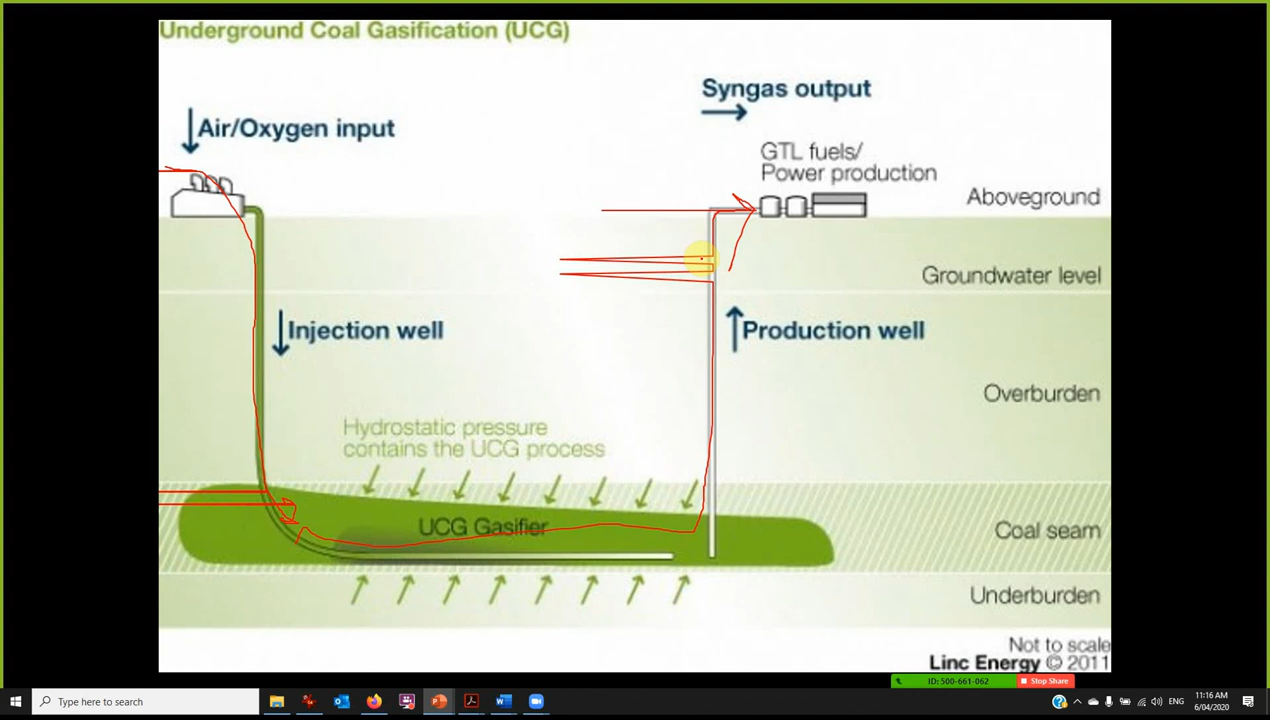 Underground Coal Gasification (UCG)
Syngas output
Air/Oxygen input
GTL fuels/
Power production
Aboveground
Groundwater level
Injection well
Production well
Overburden
Hydrostatic pressure
contains the UCG process
UCG Gasifier
Coal seam
Underburden
Not to scale
Linc Energy © 2011
ID: 500-661-062
Stop Share
Type here to search
ENG
11:16 AM
6/04/2020